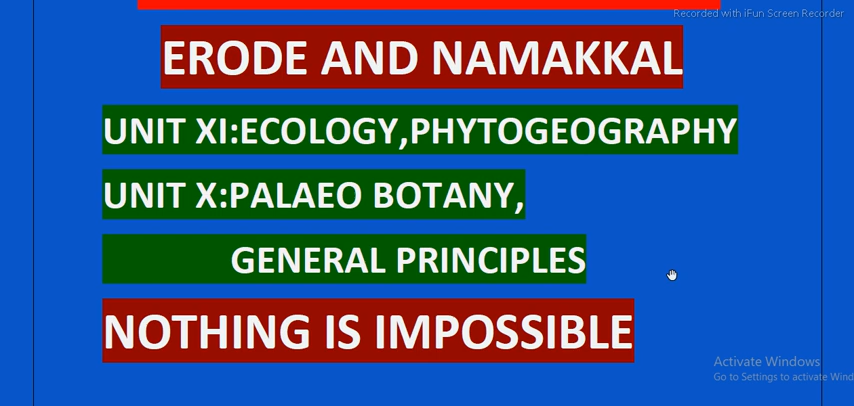 Recorded with iFun Screen Recorder
ERODE AND NAMAKKAL
UNIT XI:ECOLOGY,PHYTOGEOGRAPHY
UNIT X:PALAEO BOTANY,
GENERAL PRINCIPLES
NOTHING IS IMPOSSIBLE
Activate Windows
Go to Settings to activate Wind